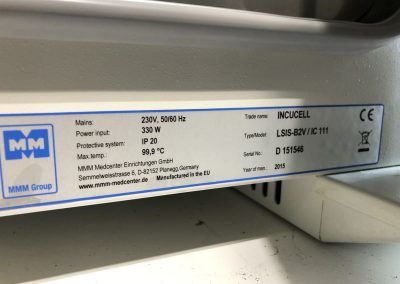 MM
MMM Group
Mains: 230V, 50/60 Hz
Power input: 330 W
Protective system: IP 20
Max.temp.: 99,9 °C
MMM Medcenter Einrichtungen GmbH
Semmelweisstrasse 6, D-82152 Planegg,Germany
www.mmm-medcenter.de Manufactured in the EU
Trade name: INCUCELL
Type/Model: LSIS-B2V / IC 111
Serial No.: D 151546
Year of man.: 2015
CE